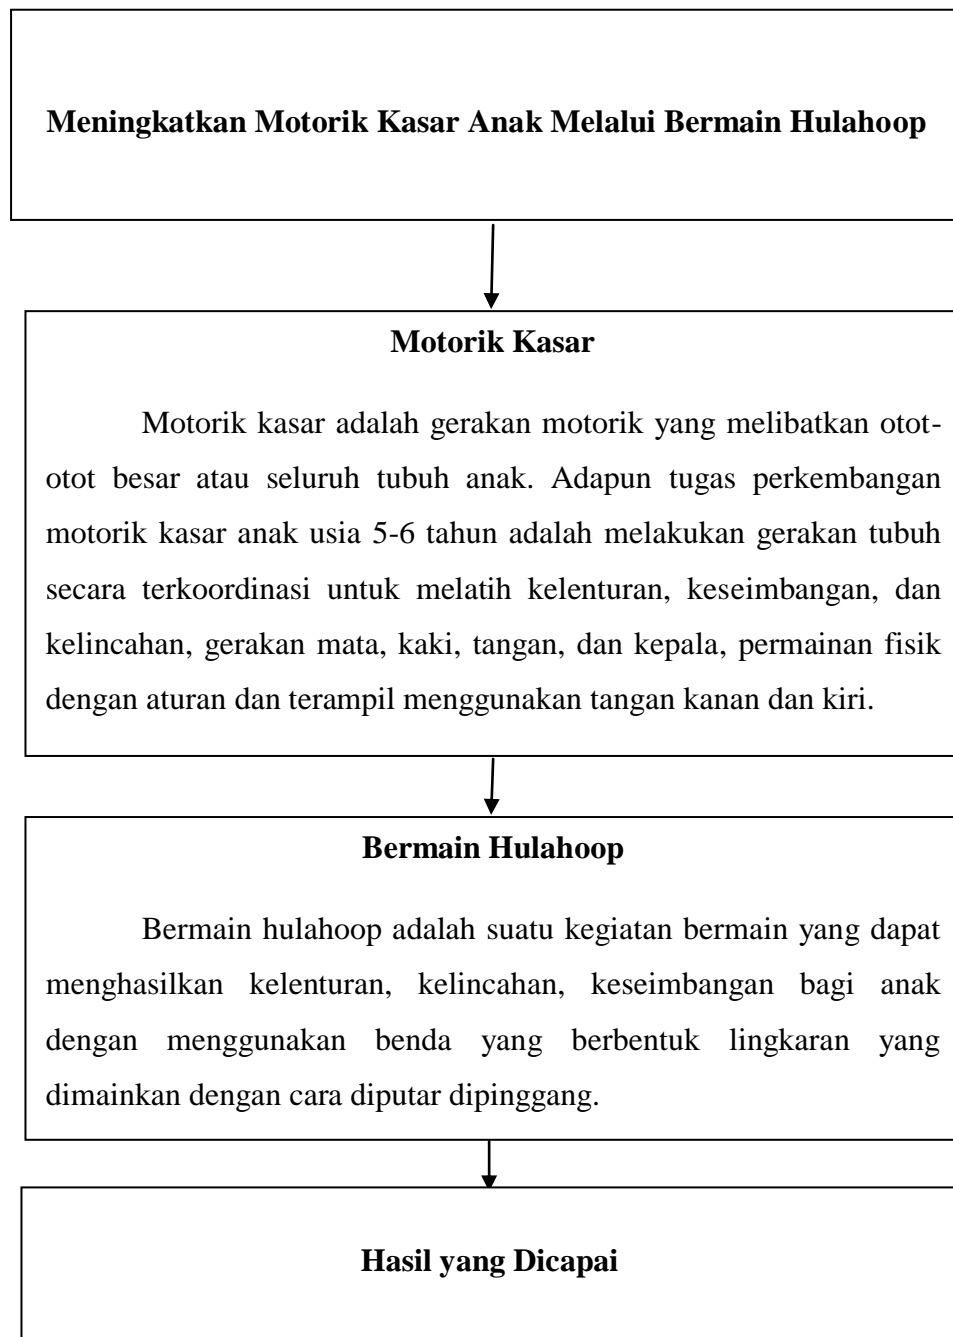 Meningkatkan Motorik Kasar Anak Melalui Bermain Hulahoop
Motorik Kasar
Motorik kasar adalah gerakan motorik yang melibatkan otot-
otot besar atau seluruh tubuh anak. Adapun tugas perkembangan
motorik kasar anak usia 5-6 tahun adalah melakukan gerakan tubuh
secara terkoordinasi untuk melatih kelenturan, keseimbangan, dan
kelincahan, gerakan mata, kaki, tangan, dan kepala, permainan fisik
dengan aturan dan terampil menggunakan tangan kanan dan kiri.
Bermain Hulahoop
Bermain hulahoop adalah suatu kegiatan bermain yang dapat
menghasilkan kelenturan, kelincahan, keseimbangan bagi anak
dengan menggunakan benda yang berbentuk lingkaran yang
dimainkan dengan cara diputar dipinggang.
Hasil yang Dicapai